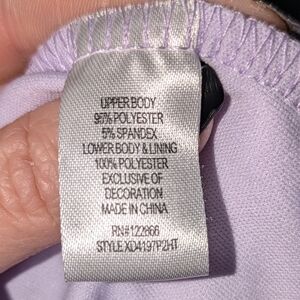 UPPER BODY
95% POLYESTER
5% SPANDEX
LOWER BODY & LINING
100% POLYESTER
EXCLUSIVE OF
DECORATION
MADE IN CHINA
RN#122866
STYLE XD4197P2HT